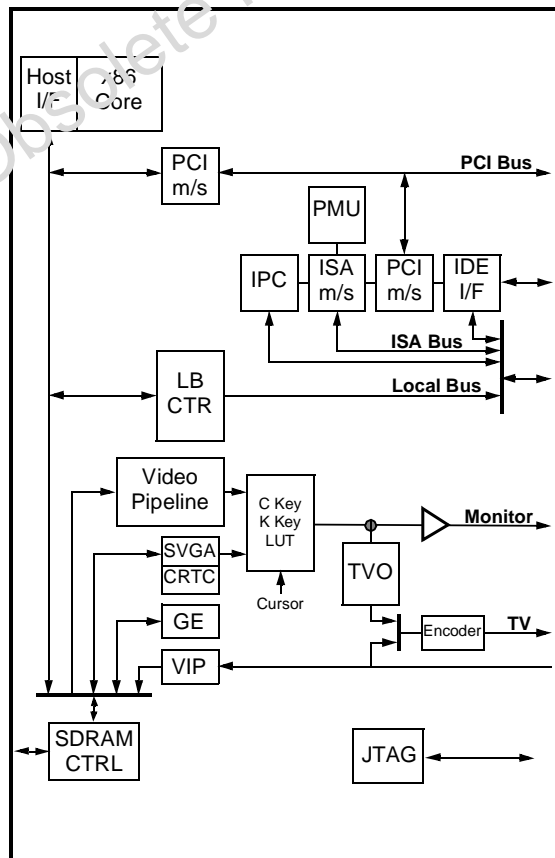 Obsolete
Host
I/F
x86
Core
PCI
m/s
PCI Bus
PMU
IPC
ISA
m/s
PCI
m/s
IDE
I/F
ISA Bus
LB
CTR
Local Bus
Video
Pipeline
C Key
K Key
LUT
Monitor
SVGA
CRTC
Cursor
TVO
GE
Encoder
TV
VIP
SDRAM
CTRL
JTAG